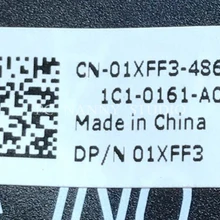 CN-01XFF3-486
1C1-0161-A0
Made in China
DP/N 01XFF3